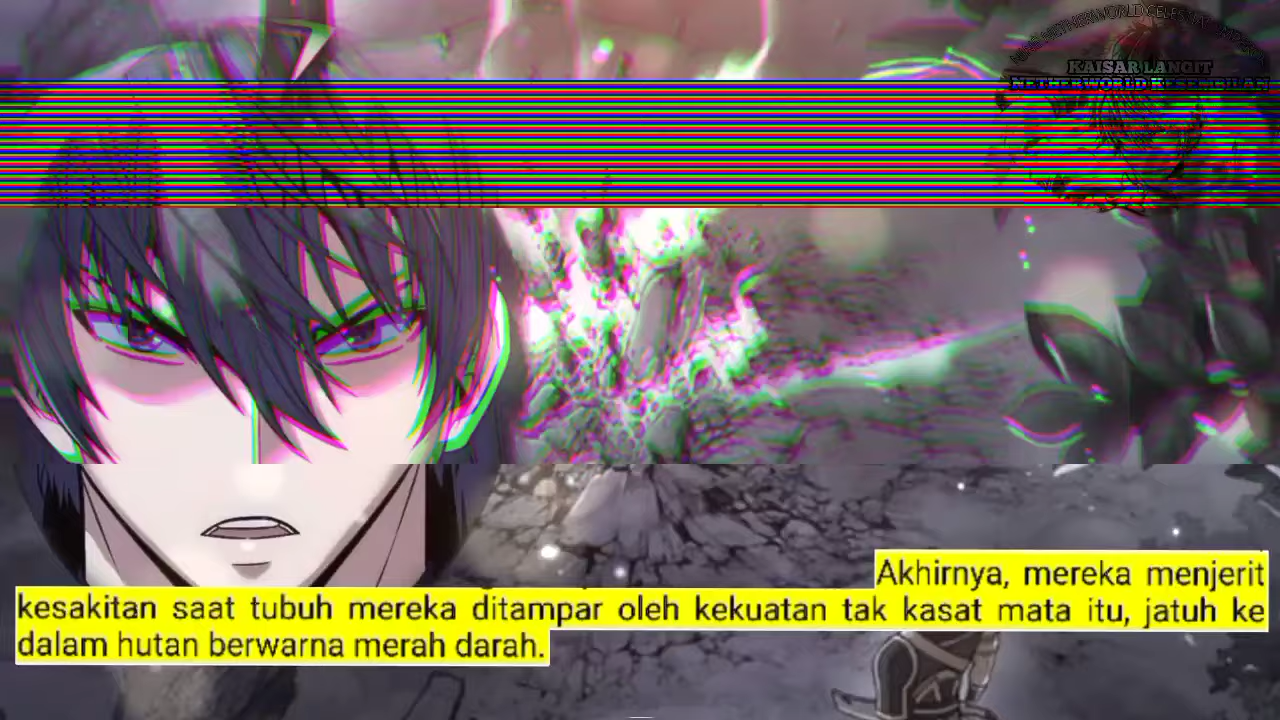 KAISAR LANGIT
Akhirnya, mereka menjerit
kesakitan saat tubuh mereka ditampar oleh kekuatan tak kasat mata itu, jatuh ke
dalam hutan berwarna merah darah.